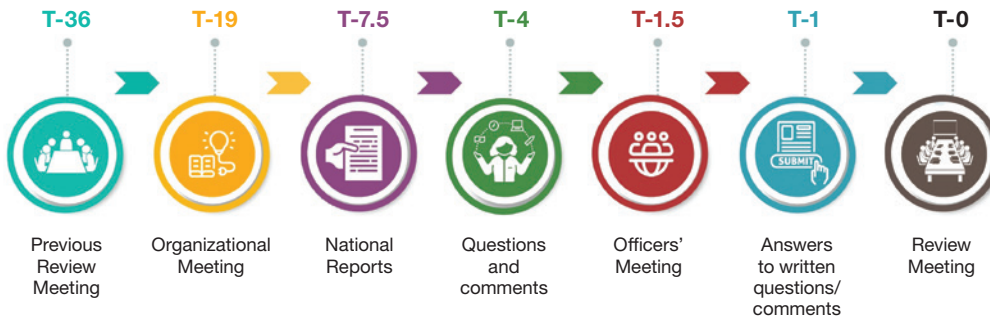 T-36
T-19
T-7.5
T-4
T-1.5
T-1
T-0
SUBMIT
Previous
Review
Meeting
Organizational
Meeting
National
Reports
Questions
and
comments
Officers’
Meeting
Answers
to written
questions/
comments
Review
Meeting